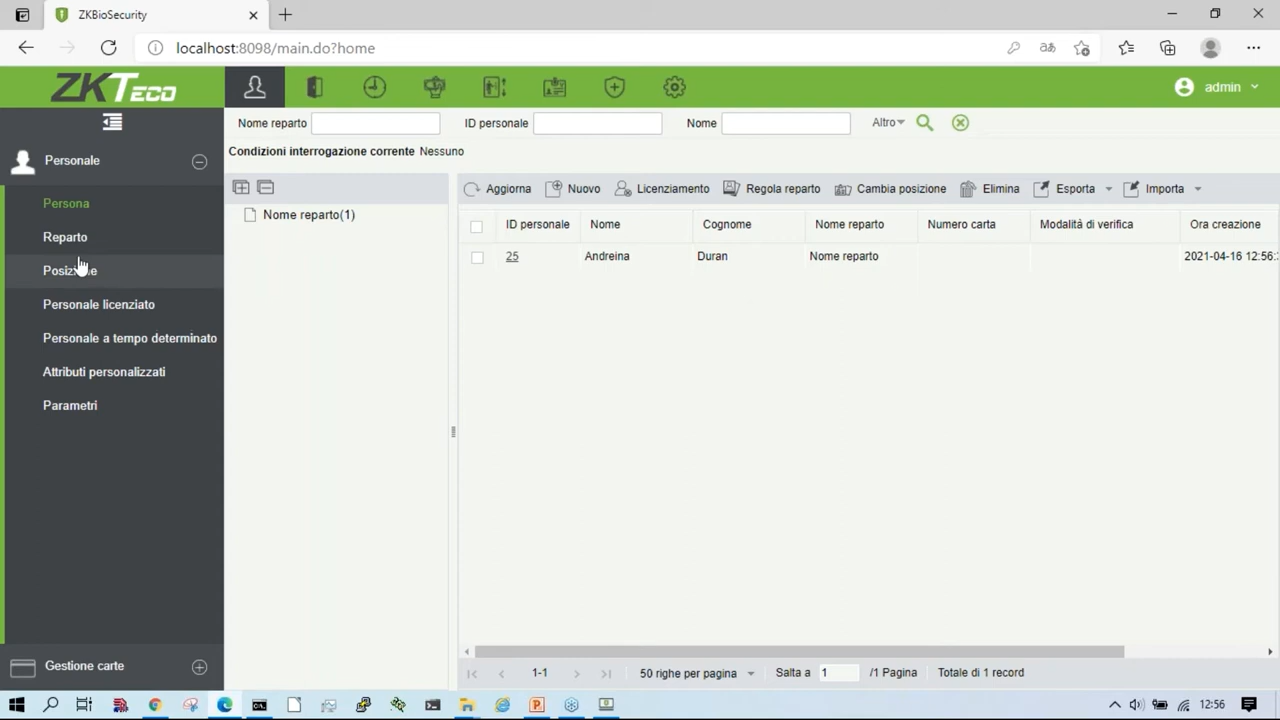 ZKBioSecurity
localhost:8098/main.do?home
ZKTeco
admin
Nome reparto
ID personale
Nome
Altro
Condizioni interrogazione corrente Nessuno
Personale
Persona
Reparto
Personale licenziato
Personale a tempo determinato
Attributi personalizzati
Parametri
Gestione carte
Nome reparto(1)
Aggiorna Nuovo Licenziamento Regola reparto Cambia posizione Elimina Esporta Importa
ID personale Nome Cognome Nome reparto Numero carta Modalità di verifica Ora creazione
25 Andreina Duran Nome reparto 2021-04-16 12:56:
1-1 50 righe per pagina Salta a 1 /1 Pagina Totale di 1 record
12:56